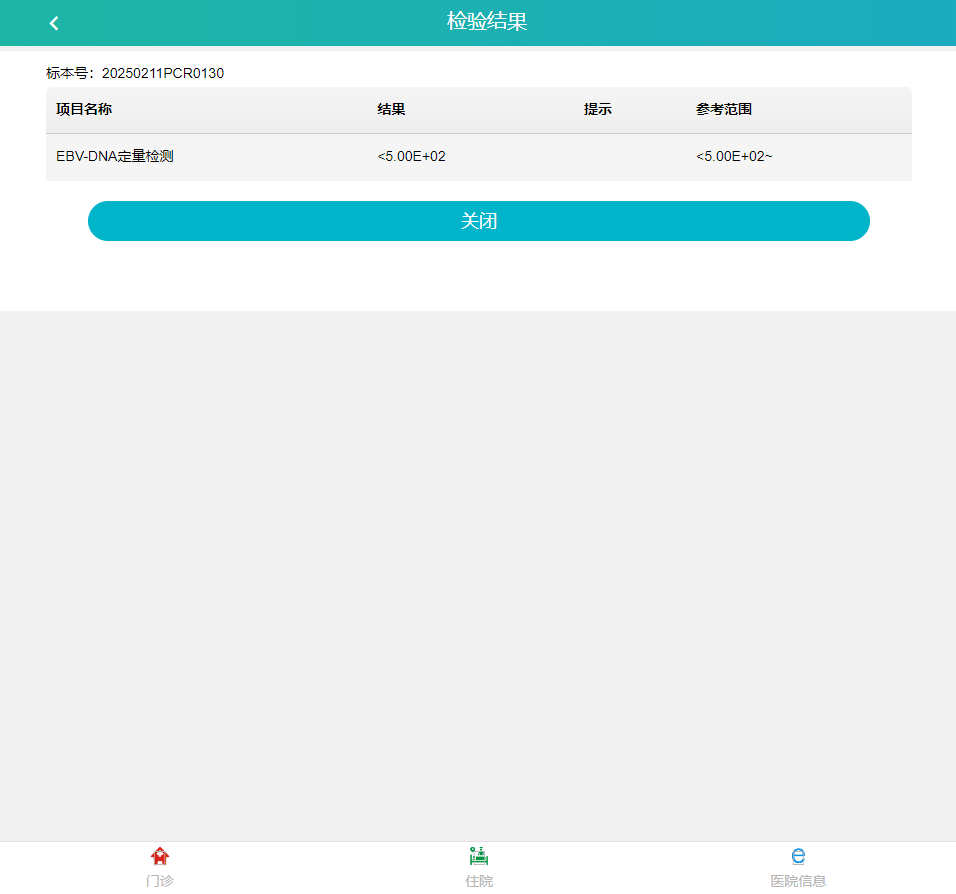 检验结果
标本号：20250211PCR0130
项目名称 结果 提示 参考范围
EBV-DNA定量检测 <5.00E+02 <5.00E+02~
关闭
门诊 住院 医院信息